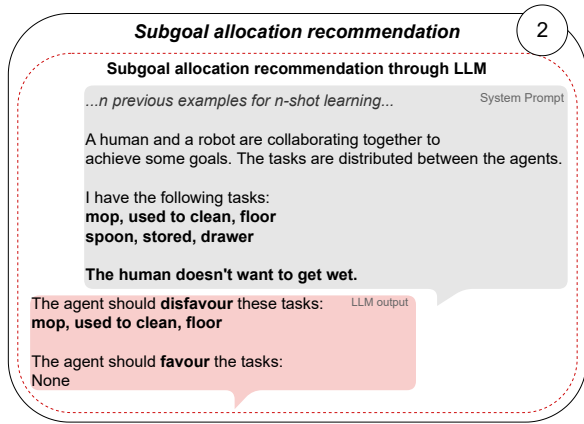 Subgoal allocation recommendation
2
Subgoal allocation recommendation through LLM
...n previous examples for n-shot learning...
System Prompt
A human and a robot are collaborating together to
achieve some goals. The tasks are distributed between the agents.
I have the following tasks:
mop, used to clean, floor
spoon, stored, drawer
The human doesn't want to get wet.
The agent should disfavour these tasks:
LLM output
mop, used to clean, floor
The agent should favour the tasks:
None